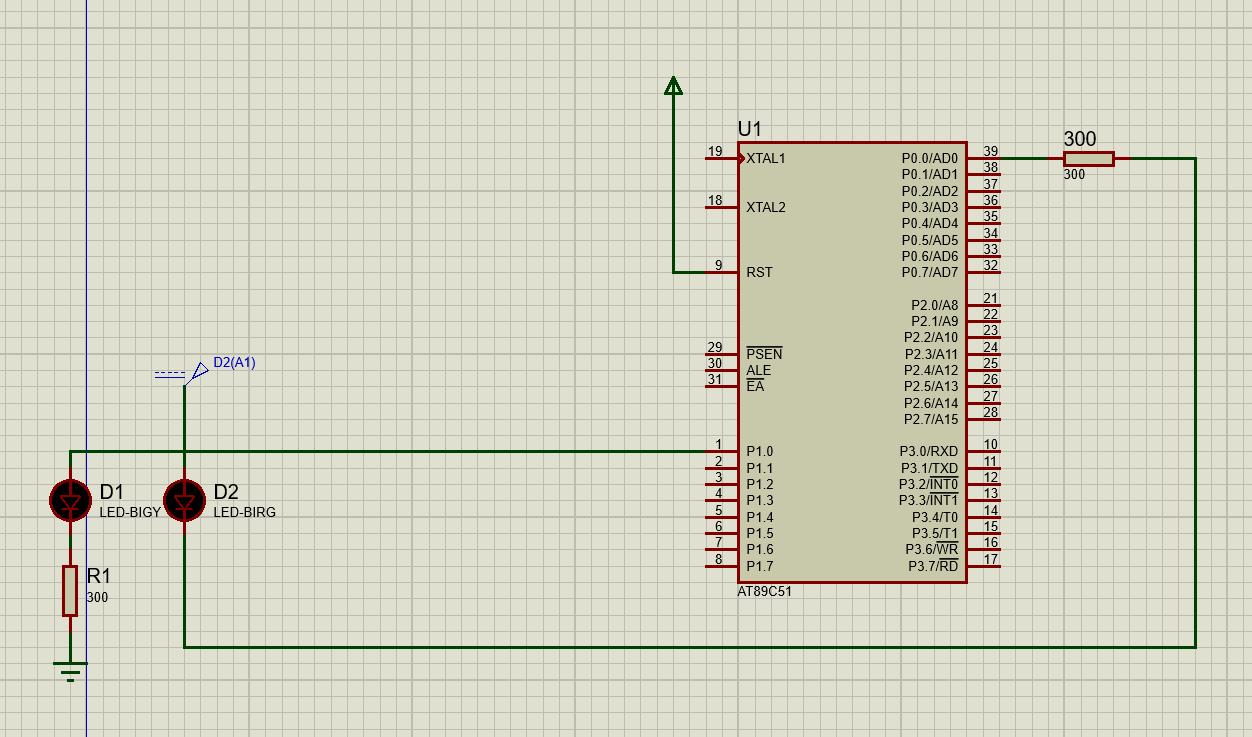 U1
300
300
19
XTAL1
18
XTAL2
9
RST
29
PSEN
30
ALE
31
EA
1
P1.0
2
P1.1
3
P1.2
4
P1.3
5
P1.4
6
P1.5
7
P1.6
8
P1.7
P0.0/AD0
39
P0.1/AD1
38
P0.2/AD2
37
P0.3/AD3
36
P0.4/AD4
35
P0.5/AD5
34
P0.6/AD6
33
P0.7/AD7
32
P2.0/A8
21
P2.1/A9
22
P2.2/A10
23
P2.3/A11
24
P2.4/A12
25
P2.5/A13
26
P2.6/A14
27
P2.7/A15
28
P3.0/RXD
10
P3.1/TXD
11
P3.2/INT0
12
P3.3/INT1
13
P3.4/T0
14
P3.5/T1
15
P3.6/WR
16
P3.7/RD
17
AT89C51
D2(A1)
D1
LED-BIGY
D2
LED-BIRG
R1
300